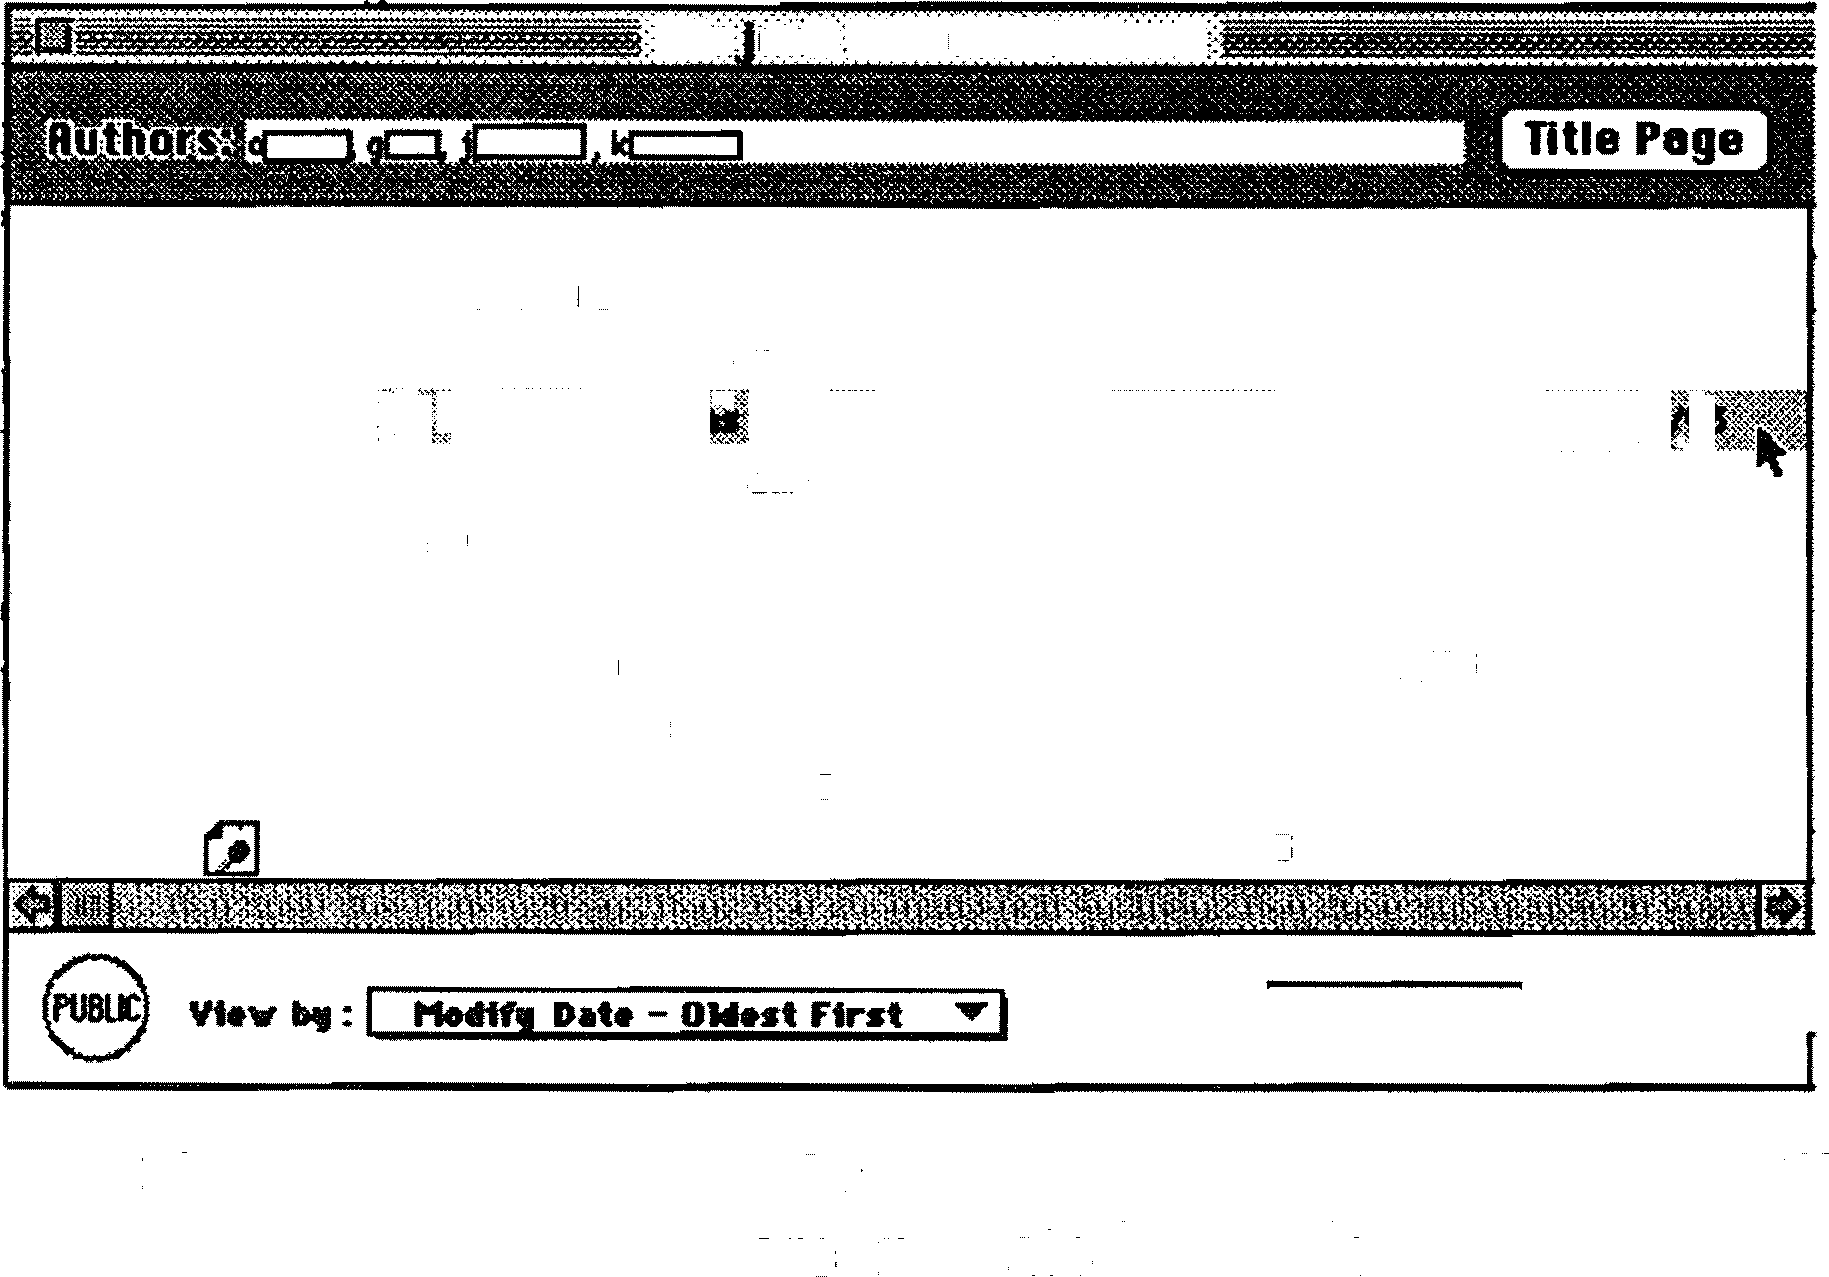 Authors:
Title Page
PUBLIC
View by: Modify Date - Oldest First